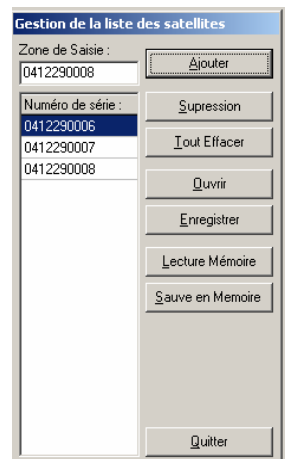 Gestion de la liste des satellites
Zone de Saisie :
0412290008
Ajouter
Numéro de série :
0412290006
0412290007
0412290008
Supression
Tout Effacer
Ouvrir
Enregistrer
Lecture Mémoire
Sauve en Memoire
Quitter